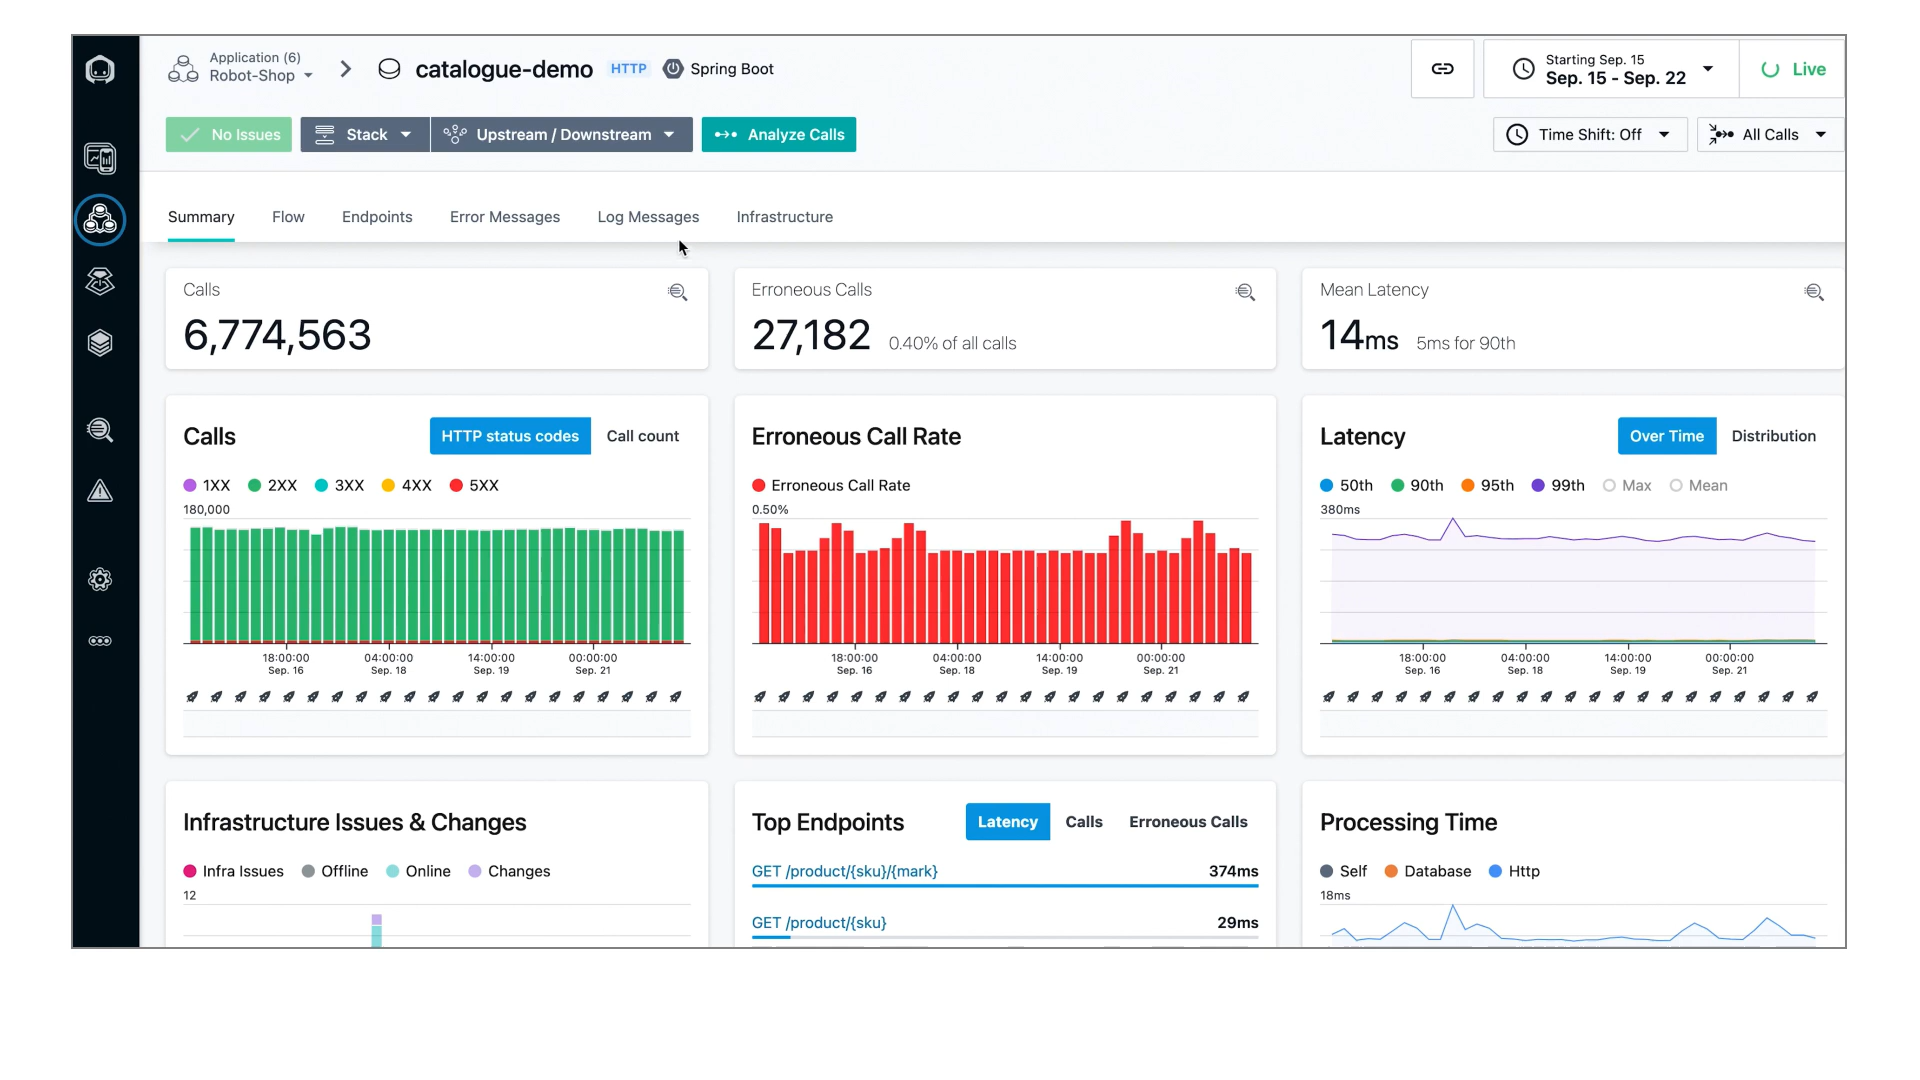 Application (6)
Robot-Shop
catalogue-demo HTTP Spring Boot
Starting Sep. 15
Sep. 15 - Sep. 22
Live
No Issues
Stack
Upstream / Downstream
Analyze Calls
Time Shift: Off
All Calls
Summary
Flow
Endpoints
Error Messages
Log Messages
Infrastructure
Calls
6,774,563
Erroneous Calls
27,182 0.40% of all calls
Mean Latency
14ms 5ms for 90th
Calls
HTTP status codes
Call count
1XX 2XX 3XX 4XX 5XX
180,000
18:00:00 04:00:00 14:00:00 00:00:00
Sep. 16 Sep. 18 Sep. 19 Sep. 21
Erroneous Call Rate
Erroneous Call Rate
0.50%
18:00:00 04:00:00 14:00:00 00:00:00
Sep. 16 Sep. 18 Sep. 19 Sep. 21
Latency
Over Time
Distribution
50th 90th 95th 99th Max Mean
380ms
18:00:00 04:00:00 14:00:00 00:00:00
Sep. 16 Sep. 18 Sep. 19 Sep. 21
Infrastructure Issues & Changes
Infra Issues Offline Online Changes
12
Top Endpoints
Latency
Calls
Erroneous Calls
GET /product/{sku}/{mark} 374ms
GET /product/{sku} 29ms
Processing Time
Self Database Http
18ms